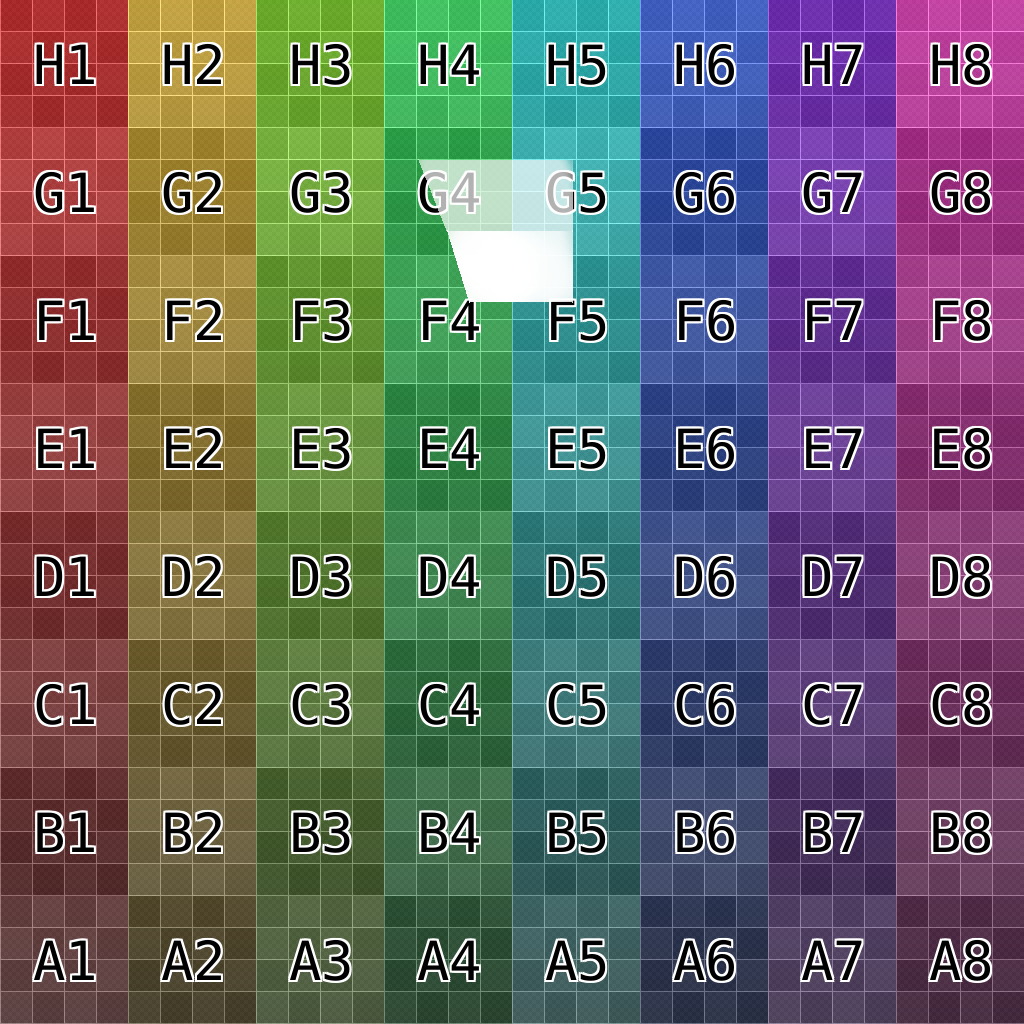 H1 H2 H3 H4 H5 H6 H7 H8
G1 G2 G3 G4 G5 G6 G7 G8
F1 F2 F3 F4 F5 F6 F7 F8
E1 E2 E3 E4 E5 E6 E7 E8
D1 D2 D3 D4 D5 D6 D7 D8
C1 C2 C3 C4 C5 C6 C7 C8
B1 B2 B3 B4 B5 B6 B7 B8
A1 A2 A3 A4 A5 A6 A7 A8